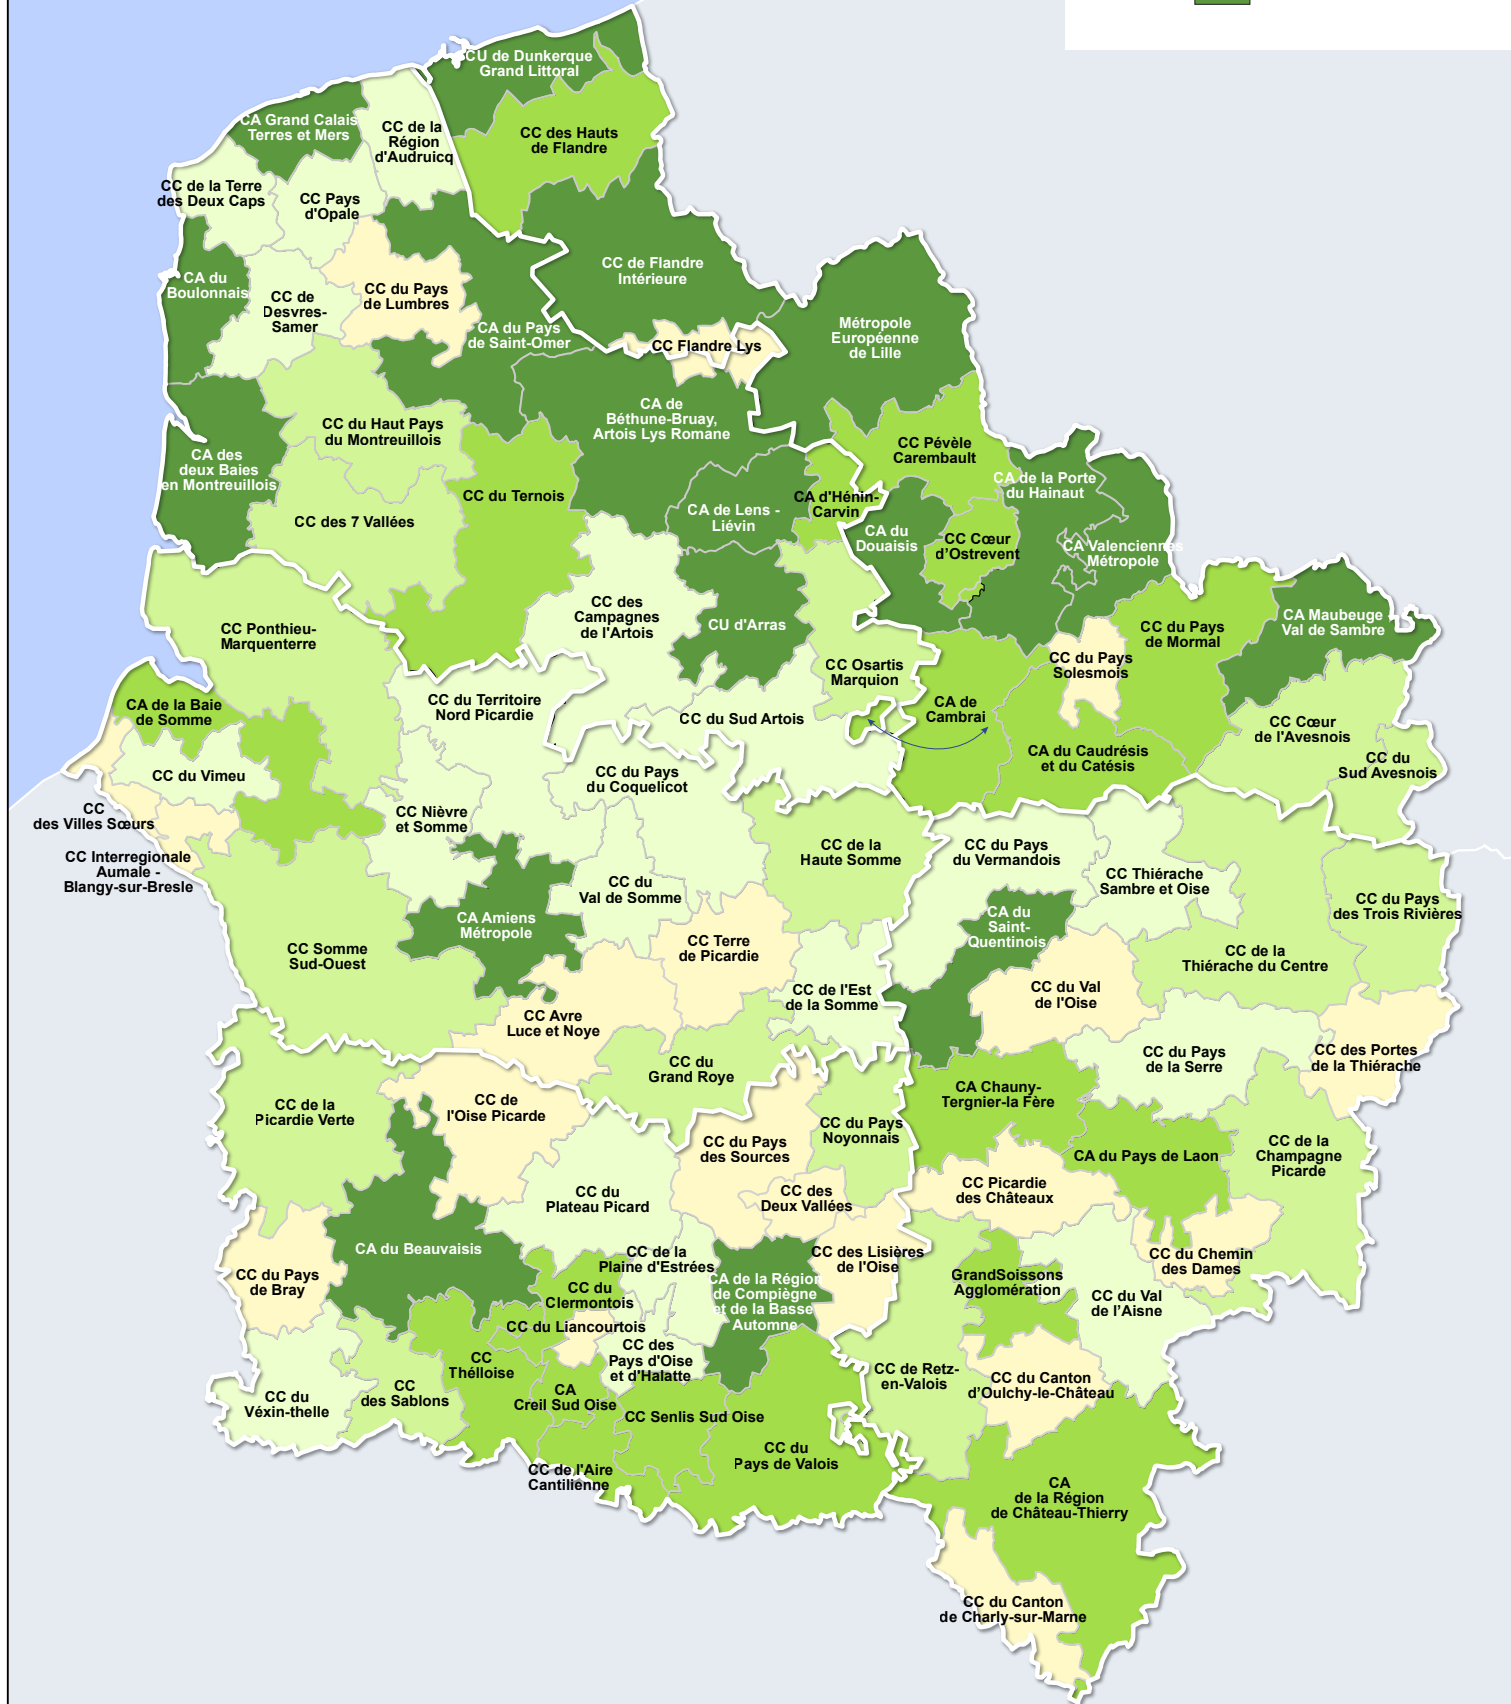 CU de Dunkerque
Grand Littoral
CA Grand Calais
Terres et Mers
CC de la
Région
d'Audruicq
CC des Hauts
de Flandre
CC de la Terre
des Deux Caps
CC Pays
d'Opale
CC de Flandre
Intérieure
CA du
Boulonnais
CC de
Desvres-
Samer
CC du Pays
de Lumbres
CA du Pays
de Saint-Omer
CC Flandre Lys
Métropole
Européenne
de Lille
CA de
Béthune-Bruay,
Artois Lys Romane
CC du Haut Pays
du Montreuillois
CC Pévèle
Carembault
CA des
deux Baies
en Montreuillois
CC du Ternois
CA d'Hénin-
Carvin
CA de la Porte
du Hainaut
CC des 7 Vallées
CA de Lens -
Liévin
CA du
Douaisis
CC Cœur
d'Ostrevent
CA Valenciennes
Métropole
CC des
Campagnes
de l'Artois
CU d'Arras
CC Ponthieu-
Marquenterre
CC du Pays
de Mormal
CA Maubeuge
Val de Sambre
CC Osartis
Marquion
CC du Pays
Solesmois
CA de la Baie
de Somme
CC du Territoire
Nord Picardie
CC du Sud Artois
CA de
Cambrai
CC Cœur
de l'Avesnois
CA du Caudrésis
et du Catésis
CC du
Sud Avesnois
CC du Vimeu
CC du Pays
du Coquelicot
CC
des Villes Sœurs
CC Nièvre
et Somme
CC Interregionale
Aumale -
Blangy-sur-Bresle
CC de la
Haute Somme
CC du Pays
du Vermandois
CC Thiérache
Sambre et Oise
CC du
Val de Somme
CC du Pays
des Trois Rivières
CA Amiens
Métropole
CA du
Saint-
Quentinois
CC Somme
Sud-Ouest
CC Terre
de Picardie
CC de la
Thiérache du Centre
CC de l'Est
de la Somme
CC du Val
de l'Oise
CC Avre
Luce et Noye
CC du
Grand Roye
CC du Pays
de la Serre
CC des Portes
de la Thiérache
CC de la
Picardie Verte
CC de
l'Oise Picarde
CA Chauny-
Tergnier-la Fère
CC du Pays
des Sources
CC du Pays
Noyonnais
CA du Pays de Laon
CC de la
Champagne
Picarde
CC du
Plateau Picard
CC des
Deux Vallées
CC Picardie
des Châteaux
CA du Beauvaisis
CC de la
Plaine d'Estrées
CC des Lisières
de l'Oise
CC du Chemin
des Dames
CC du Pays
de Bray
CC du
Clermontois
CA de la Région
de Compiègne
et de la Basse
Automne
GrandSoissons
Agglomération
CC du Val
de l'Aisne
CC du Liancourtois
CC
Thélloise
CC des
Pays d'Oise
et d'Halatte
CC de Retz-
en-Valois
CC du Canton
d'Oulchy-le-Château
CC du
Véxin-thelle
CC
des Sablons
CA
Creil Sud Oise
CC Senlis Sud Oise
CC du
Pays de Valois
CC de l'Aire
Cantilienne
CA
de la Région
de Château-Thierry
CC du Canton
de Charly-sur-Marne